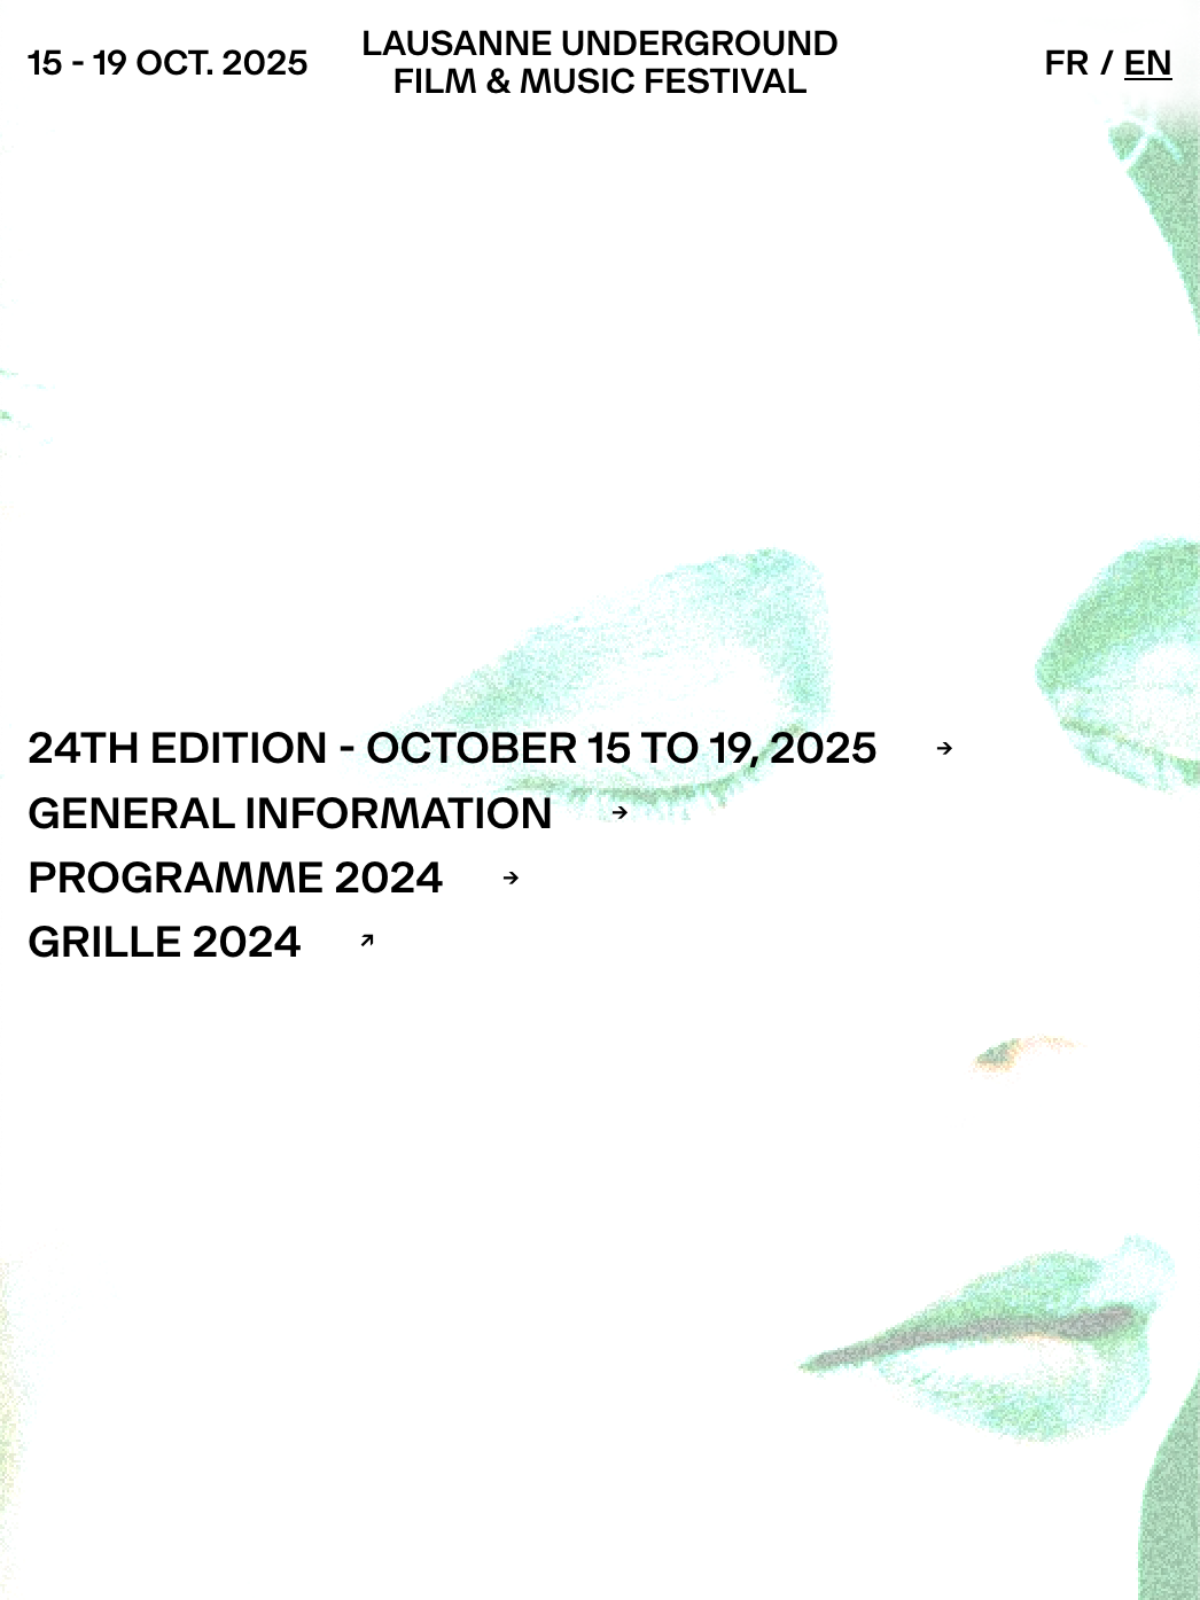 15 - 19 OCT. 2025
LAUSANNE UNDERGROUND
FILM & MUSIC FESTIVAL
FR / EN
24TH EDITION - OCTOBER 15 TO 19, 2025 →
GENERAL INFORMATION →
PROGRAMME 2024 →
GRILLE 2024 ↗